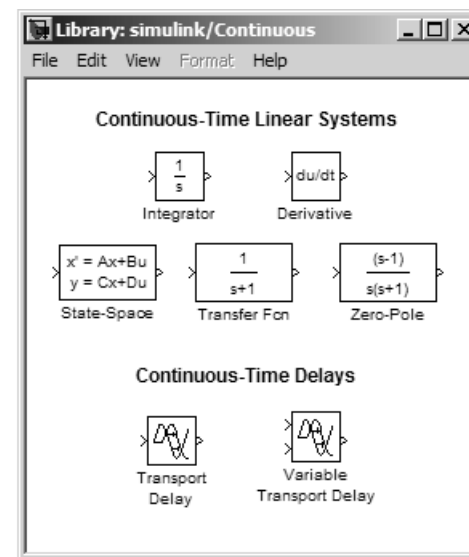 Library: simulink/Continuous
File Edit View Format Help
Continuous-Time Linear Systems
1
s
du/dt
Integrator Derivative
x' = Ax+Bu
y = Cx+Du
1
s+1
(s-1)
s(s+1)
State-Space Transfer Fcn Zero-Pole
Continuous-Time Delays
Transport
Delay
Variable
Transport Delay